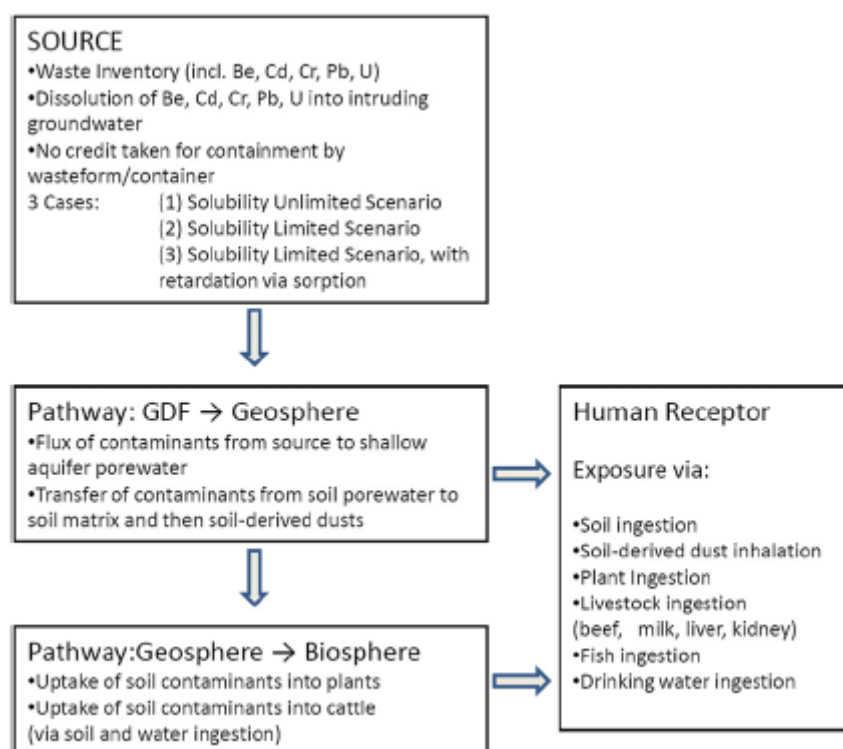 SOURCE
•Waste Inventory (incl. Be, Cd, Cr, Pb, U)
•Dissolution of Be, Cd, Cr, Pb, U into intruding
groundwater
•No credit taken for containment by
wasteform/container
3 Cases: (1) Solubility Unlimited Scenario
(2) Solubility Limited Scenario
(3) Solubility Limited Scenario, with
retardation via sorption
Pathway: GDF → Geosphere
•Flux of contaminants from source to shallow
aquifer porewater
•Transfer of contaminants from soil porewater to
soil matrix and then soil-derived dusts
Pathway:Geosphere → Biosphere
•Uptake of soil contaminants into plants
•Uptake of soil contaminants into cattle
(via soil and water ingestion)
Human Receptor
Exposure via:
•Soil ingestion
•Soil-derived dust inhalation
•Plant Ingestion
•Livestock ingestion
(beef, milk, liver, kidney)
•Fish ingestion
•Drinking water ingestion